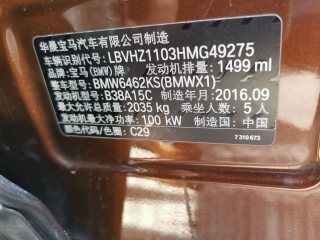 华晨宝马汽车有限公司制造
车辆识别代号: LBVHZ1103HMG49275
品牌: 宝马(BMW)牌 发动机排量: 1499 ml
整车型号: BMW6462KS(BMWX1)
发动机型号: B38A15C 制造年月: 2016.09
最大允许总质量: 2035 kg 乘坐人数: 5 人
发动机最大净功率: 100 kW 制造国: 中国
颜色(C/S): C29
7 310 673